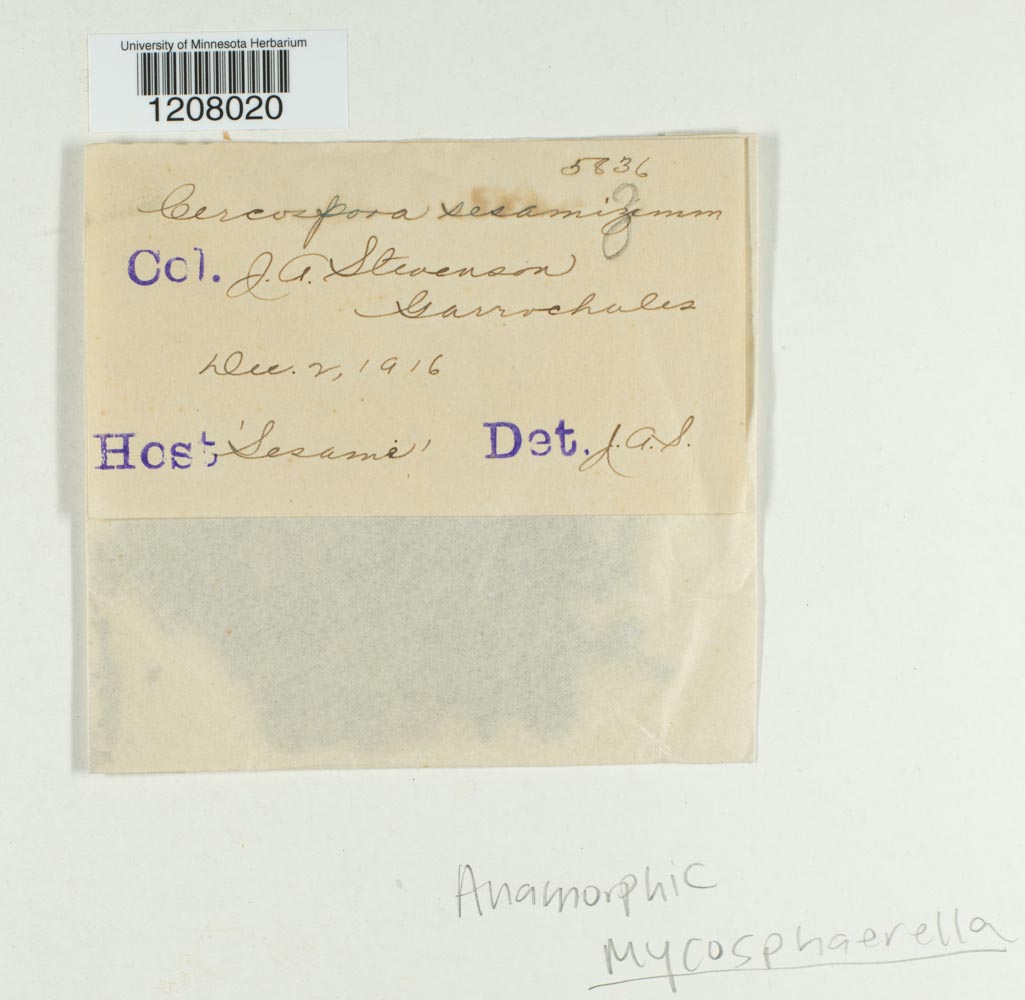 University of Minnesota Herbarium
1208020
5836
Cercospora sesami
Col. J. A. Stevenson
Garrochales
Dec. 2, 1916
Host 'Sesame' Det. J. A. S.
Anamorphic
Mycosphaerella